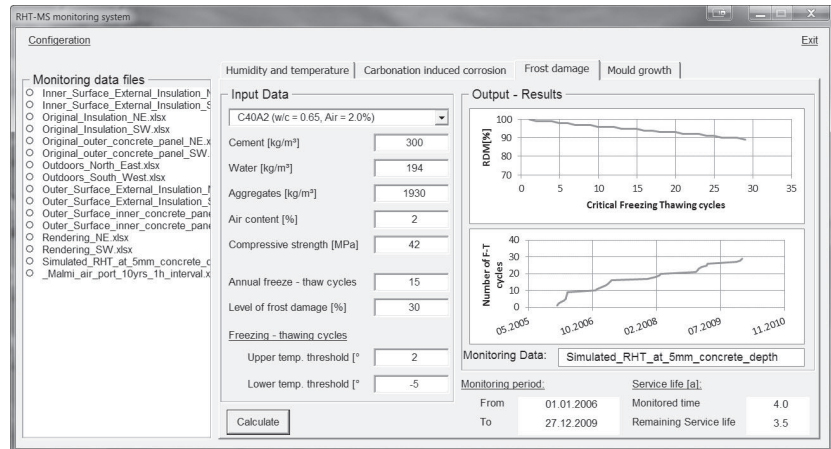 RHT-MS monitoring system
Configeration
Exit
Monitoring data files
Inner_Surface_External_Insulation_N
Inner_Surface_External_Insulation_S
Original_Insulation_NE.xlsx
Original_Insulation_SW.xlsx
Original_outer_concrete_panel_NE.x
Original_outer_concrete_panel_SW.
Outdoors_North_East.xlsx
Outdoors_South_West.xlsx
Outer_Surface_External_Insulation_
Outer_Surface_External_Insulation_
Outer_Surface_inner_concrete_pane
Outer_Surface_inner_concrete_pane
Rendering_NE.xlsx
Rendering_SW.xlsx
Simulated_RHT_at_5mm_concrete_c
_Malmi_air_port_10yrs_1h_interval.x
Humidity and temperature
Carbonation induced corrosion
Frost damage
Mould growth
Input Data
C40A2 (w/c = 0.65, Air = 2.0%)
Cement [kg/m³] 300
Water [kg/m³] 194
Aggregates [kg/m³] 1930
Air content [%] 2
Compressive strength [MPa] 42
Annual freeze - thaw cycles 15
Level of frost damage [%] 30
Freezing - thawing cycles
Upper temp. threshold [° 2
Lower temp. threshold [° -5
Calculate
Output - Results
RDM[%]
100
90
80
70
0 5 10 15 20 25 30 35
Critical Freezing Thawing cycles
Number of F-T
cycles
40
30
20
10
0
05.2005 10.2006 02.2008 07.2009 11.2010
Monitoring Data: Simulated_RHT_at_5mm_concrete_depth
Monitoring period: Service life [a]:
From 01.01.2006 Monitored time 4.0
To 27.12.2009 Remaining Service life 3.5